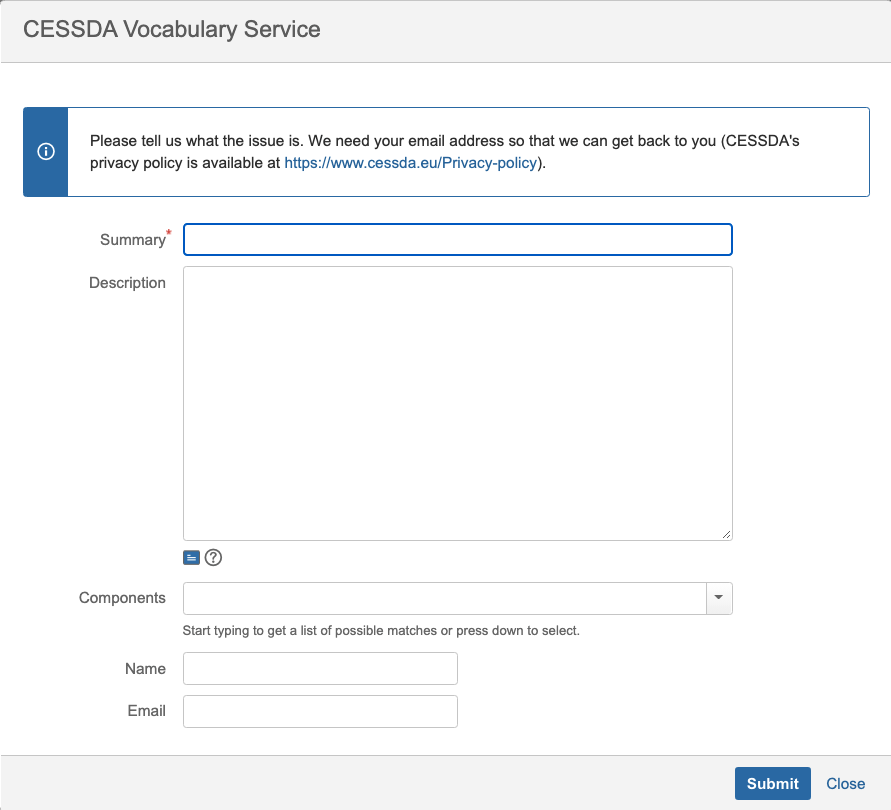 CESSDA Vocabulary Service
Please tell us what the issue is. We need your email address so that we can get back to you (CESSDA's
privacy policy is available at https://www.cessda.eu/Privacy-policy).
Summary*
Description
Components
Start typing to get a list of possible matches or press down to select.
Name
Email
Submit Close